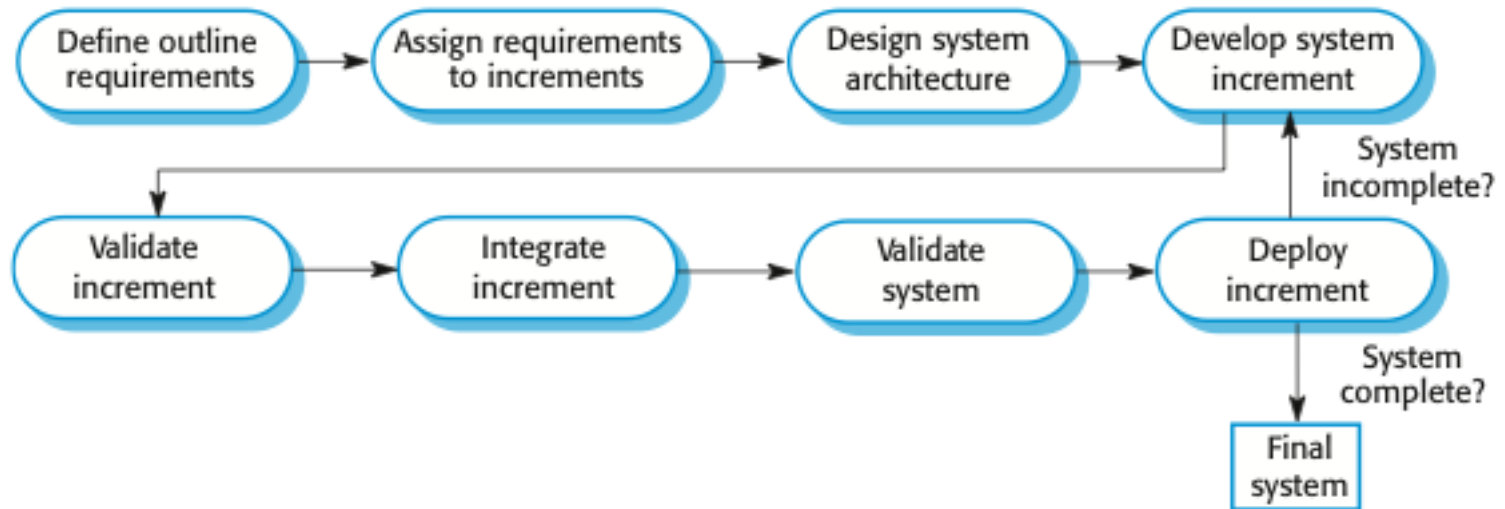 Define outline
requirements
Assign requirements
to increments
Design system
architecture
Develop system
increment
System
incomplete?
Validate
increment
Integrate
increment
Validate
system
Deploy
increment
System
complete?
Final
system